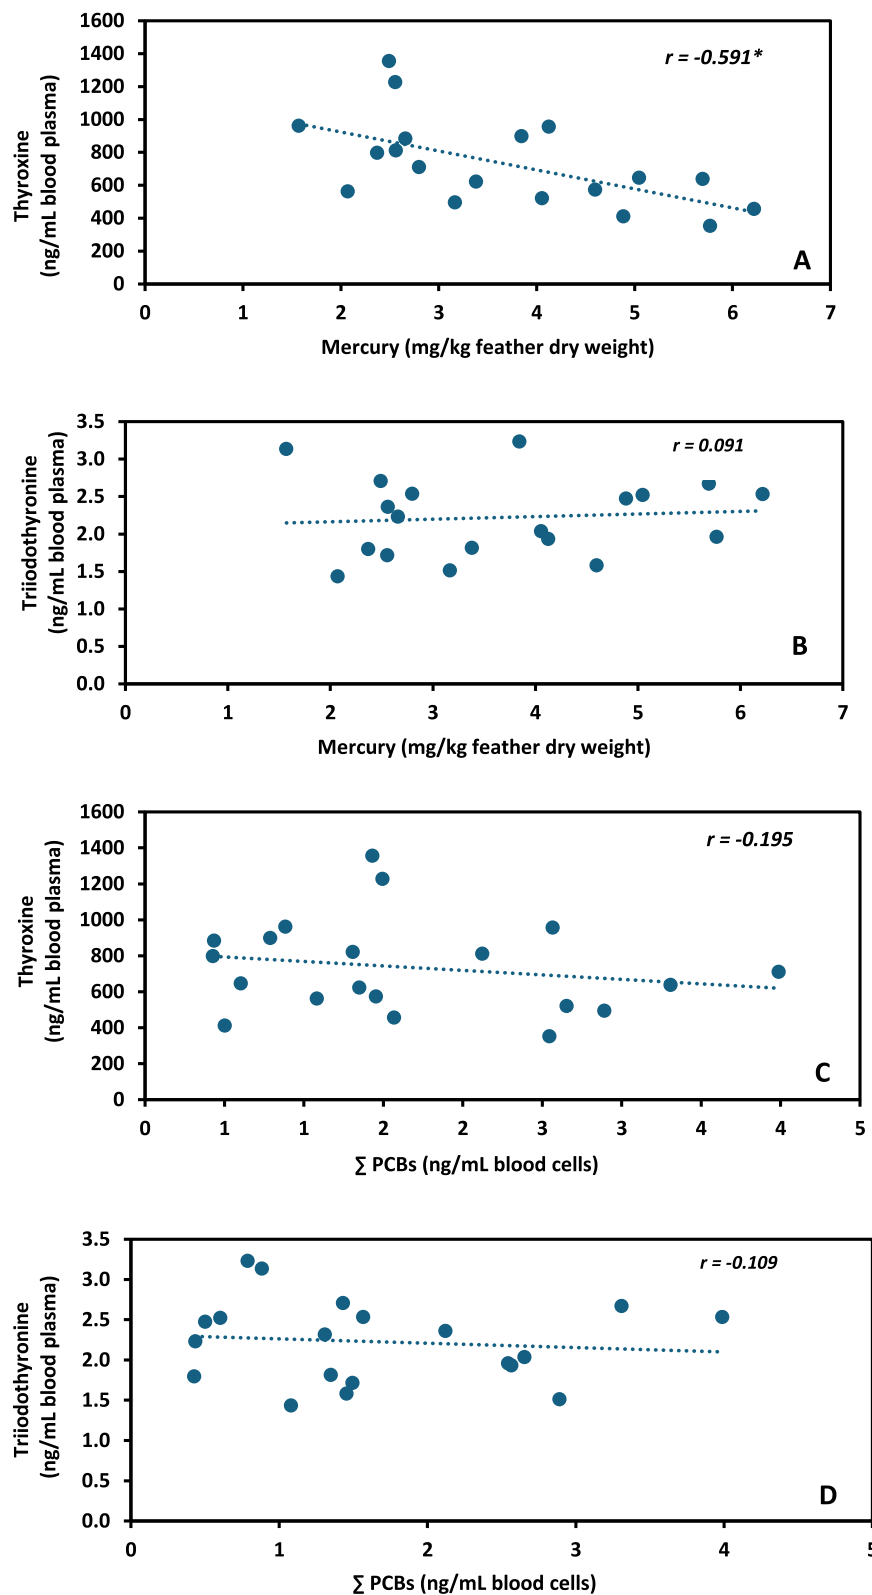 1600
1400
1200
1000
800
600
400
200
0
Thyroxine
(ng/mL blood plasma)
r = -0.591*
A
0 1 2 3 4 5 6 7
Mercury (mg/kg feather dry weight)
3.5
3.0
2.5
2.0
1.5
1.0
0.5
0.0
Triiodothyronine
(ng/mL blood plasma)
r = 0.091
B
0 1 2 3 4 5 6 7
Mercury (mg/kg feather dry weight)
1600
1400
1200
1000
800
600
400
200
0
Thyroxine
(ng/mL blood plasma)
r = -0.195
C
0 1 1 2 2 3 3 4 4 5
∑ PCBs (ng/mL blood cells)
3.5
3.0
2.5
2.0
1.5
1.0
0.5
0.0
Triiodothyronine
(ng/mL blood plasma)
r = -0.109
D
0 1 2 3 4 5
∑ PCBs (ng/mL blood cells)